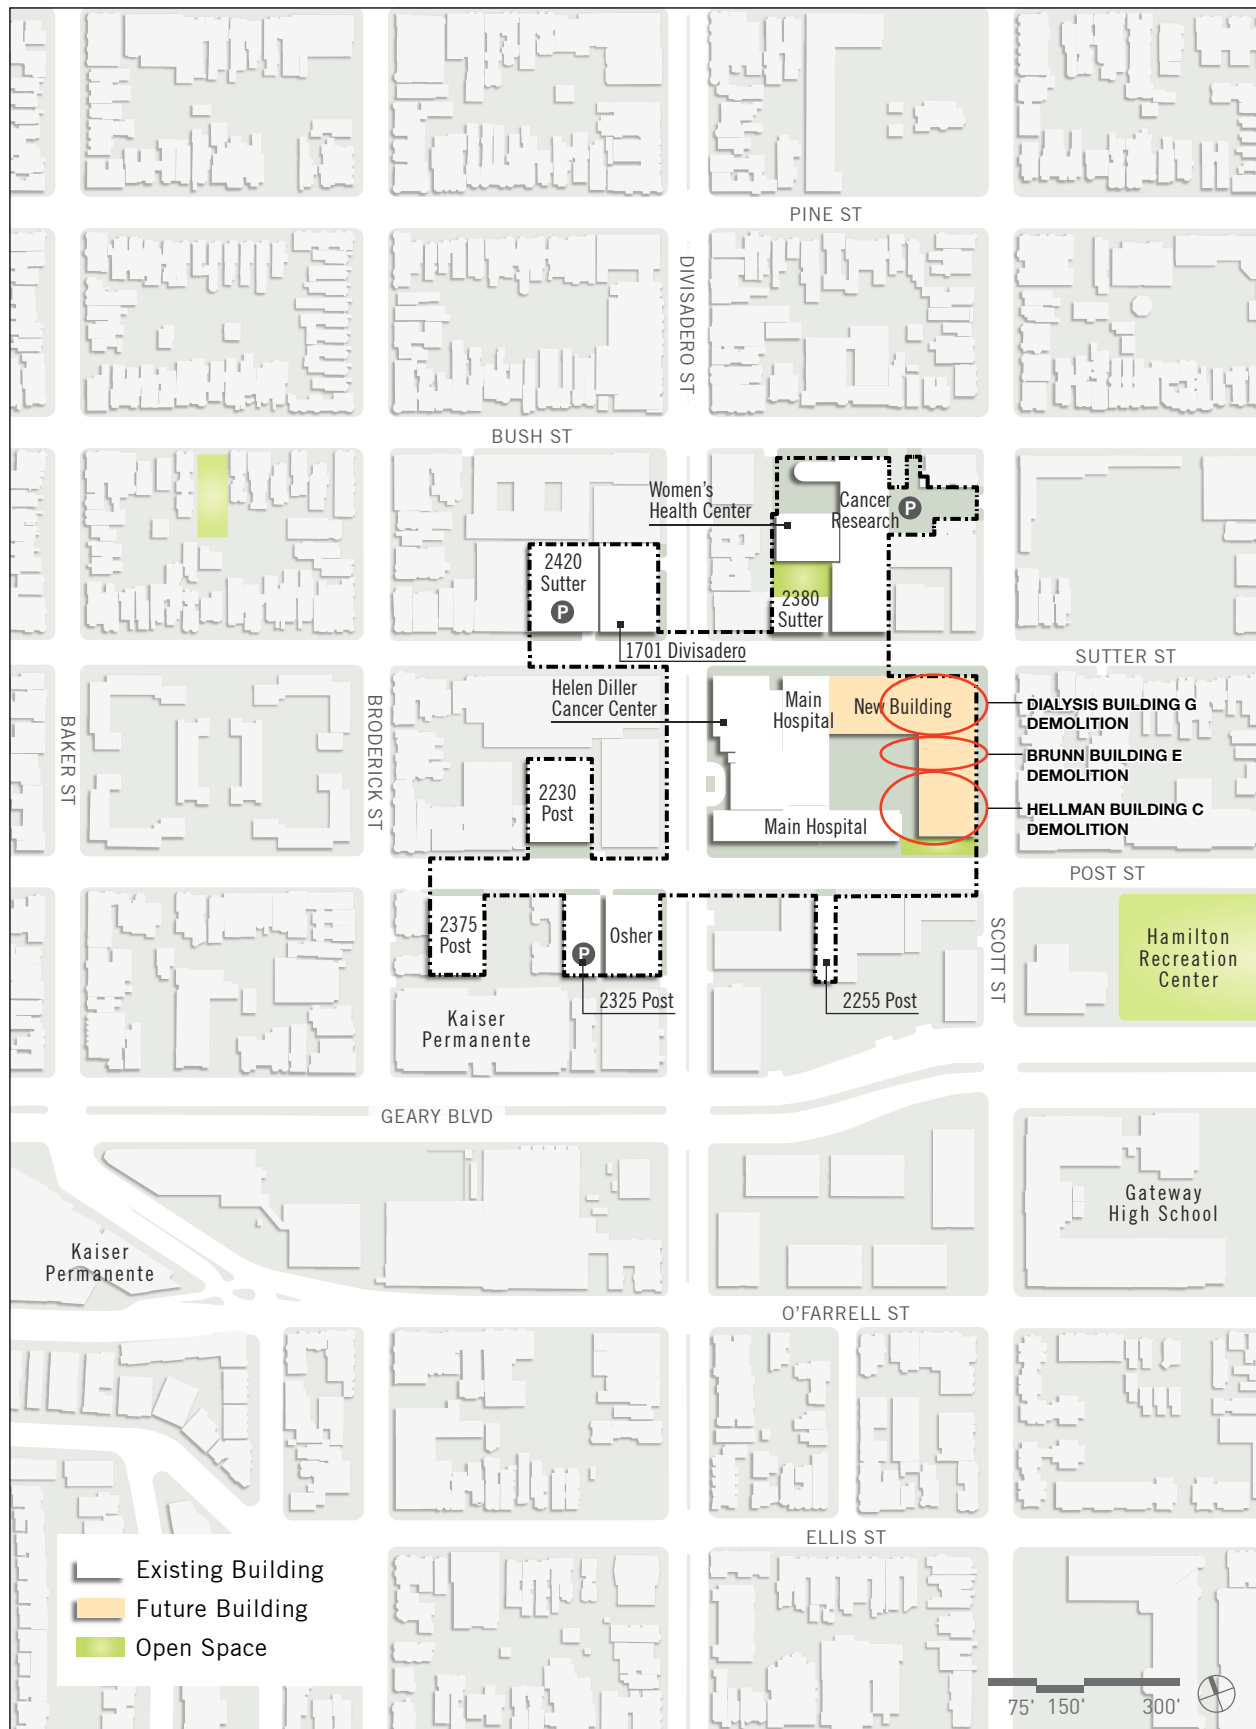 PINE ST
DIVISADERO ST
BUSH ST
Women's
Health Center
Cancer
Research
P
2420
Sutter
P
2380
Sutter
1701 Divisadero
SUTTER ST
Helen Diller
Cancer Center
Main
Hospital
New Building
DIALYSIS BUILDING G
DEMOLITION
BRUNN BUILDING E
DEMOLITION
HELLMAN BUILDING C
DEMOLITION
BAKER ST
BRODERICK ST
2230
Post
Main Hospital
POST ST
2375
Post
P
Osher
SCOTT ST
Hamilton
Recreation
Center
2325 Post
2255 Post
Kaiser
Permanente
GEARY BLVD
Gateway
High School
Kaiser
Permanente
O'FARRELL ST
ELLIS ST
Existing Building
Future Building
Open Space
75' 150' 300'